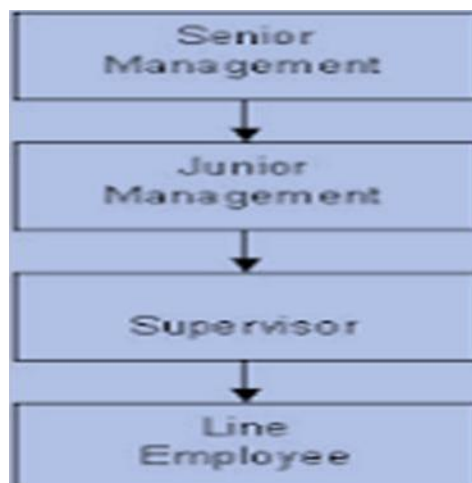 Senior
Management
Junior
Management
Supervisor
Line
Employee